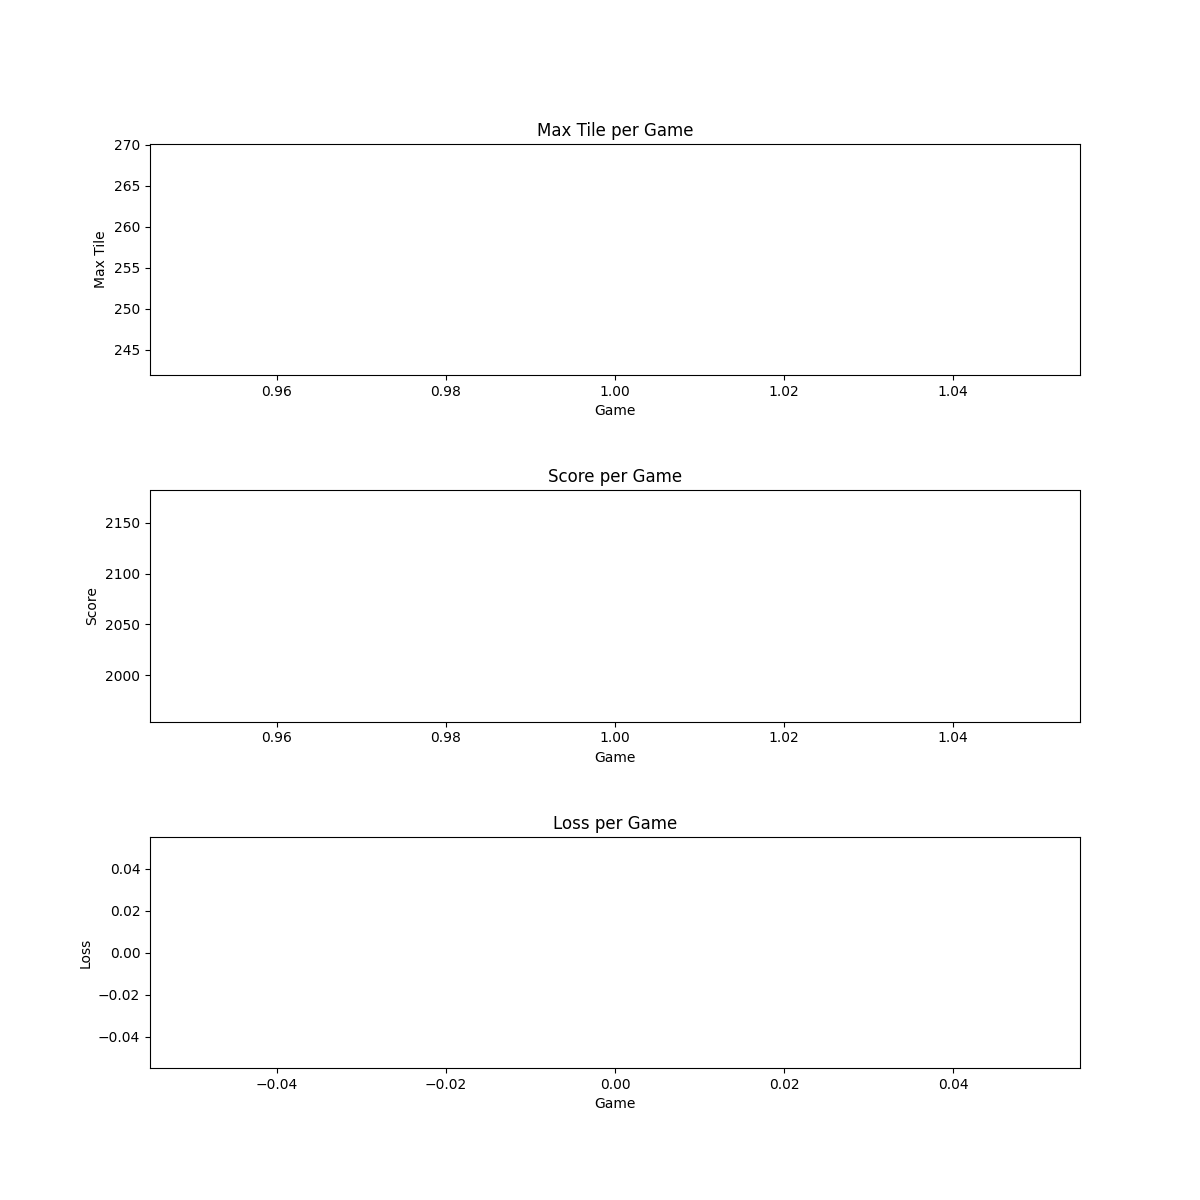 Max Tile per Game
270
265
260
255
250
245
Max Tile
0.96 0.98 1.00 1.02 1.04
Game
Score per Game
2150
2100
2050
2000
Score
0.96 0.98 1.00 1.02 1.04
Game
Loss per Game
0.04
0.02
0.00
−0.02
−0.04
Loss
−0.04 −0.02 0.00 0.02 0.04
Game